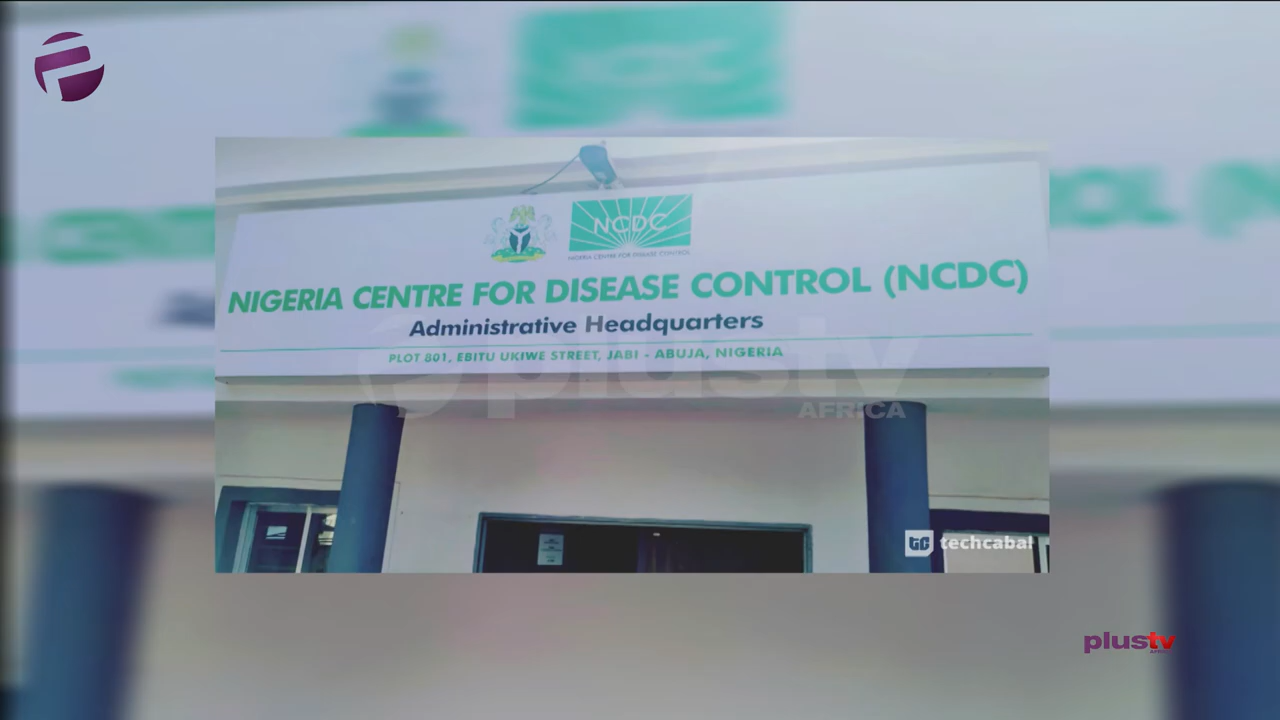 NCDC
NIGERIA CENTRE FOR DISEASE CONTROL
NIGERIA CENTRE FOR DISEASE CONTROL (NCDC)
Administrative Headquarters
PLOT 801, EBITU UKIWE STREET, JABI - ABUJA, NIGERIA
plustv
AFRICA
tc techcabal
plustv